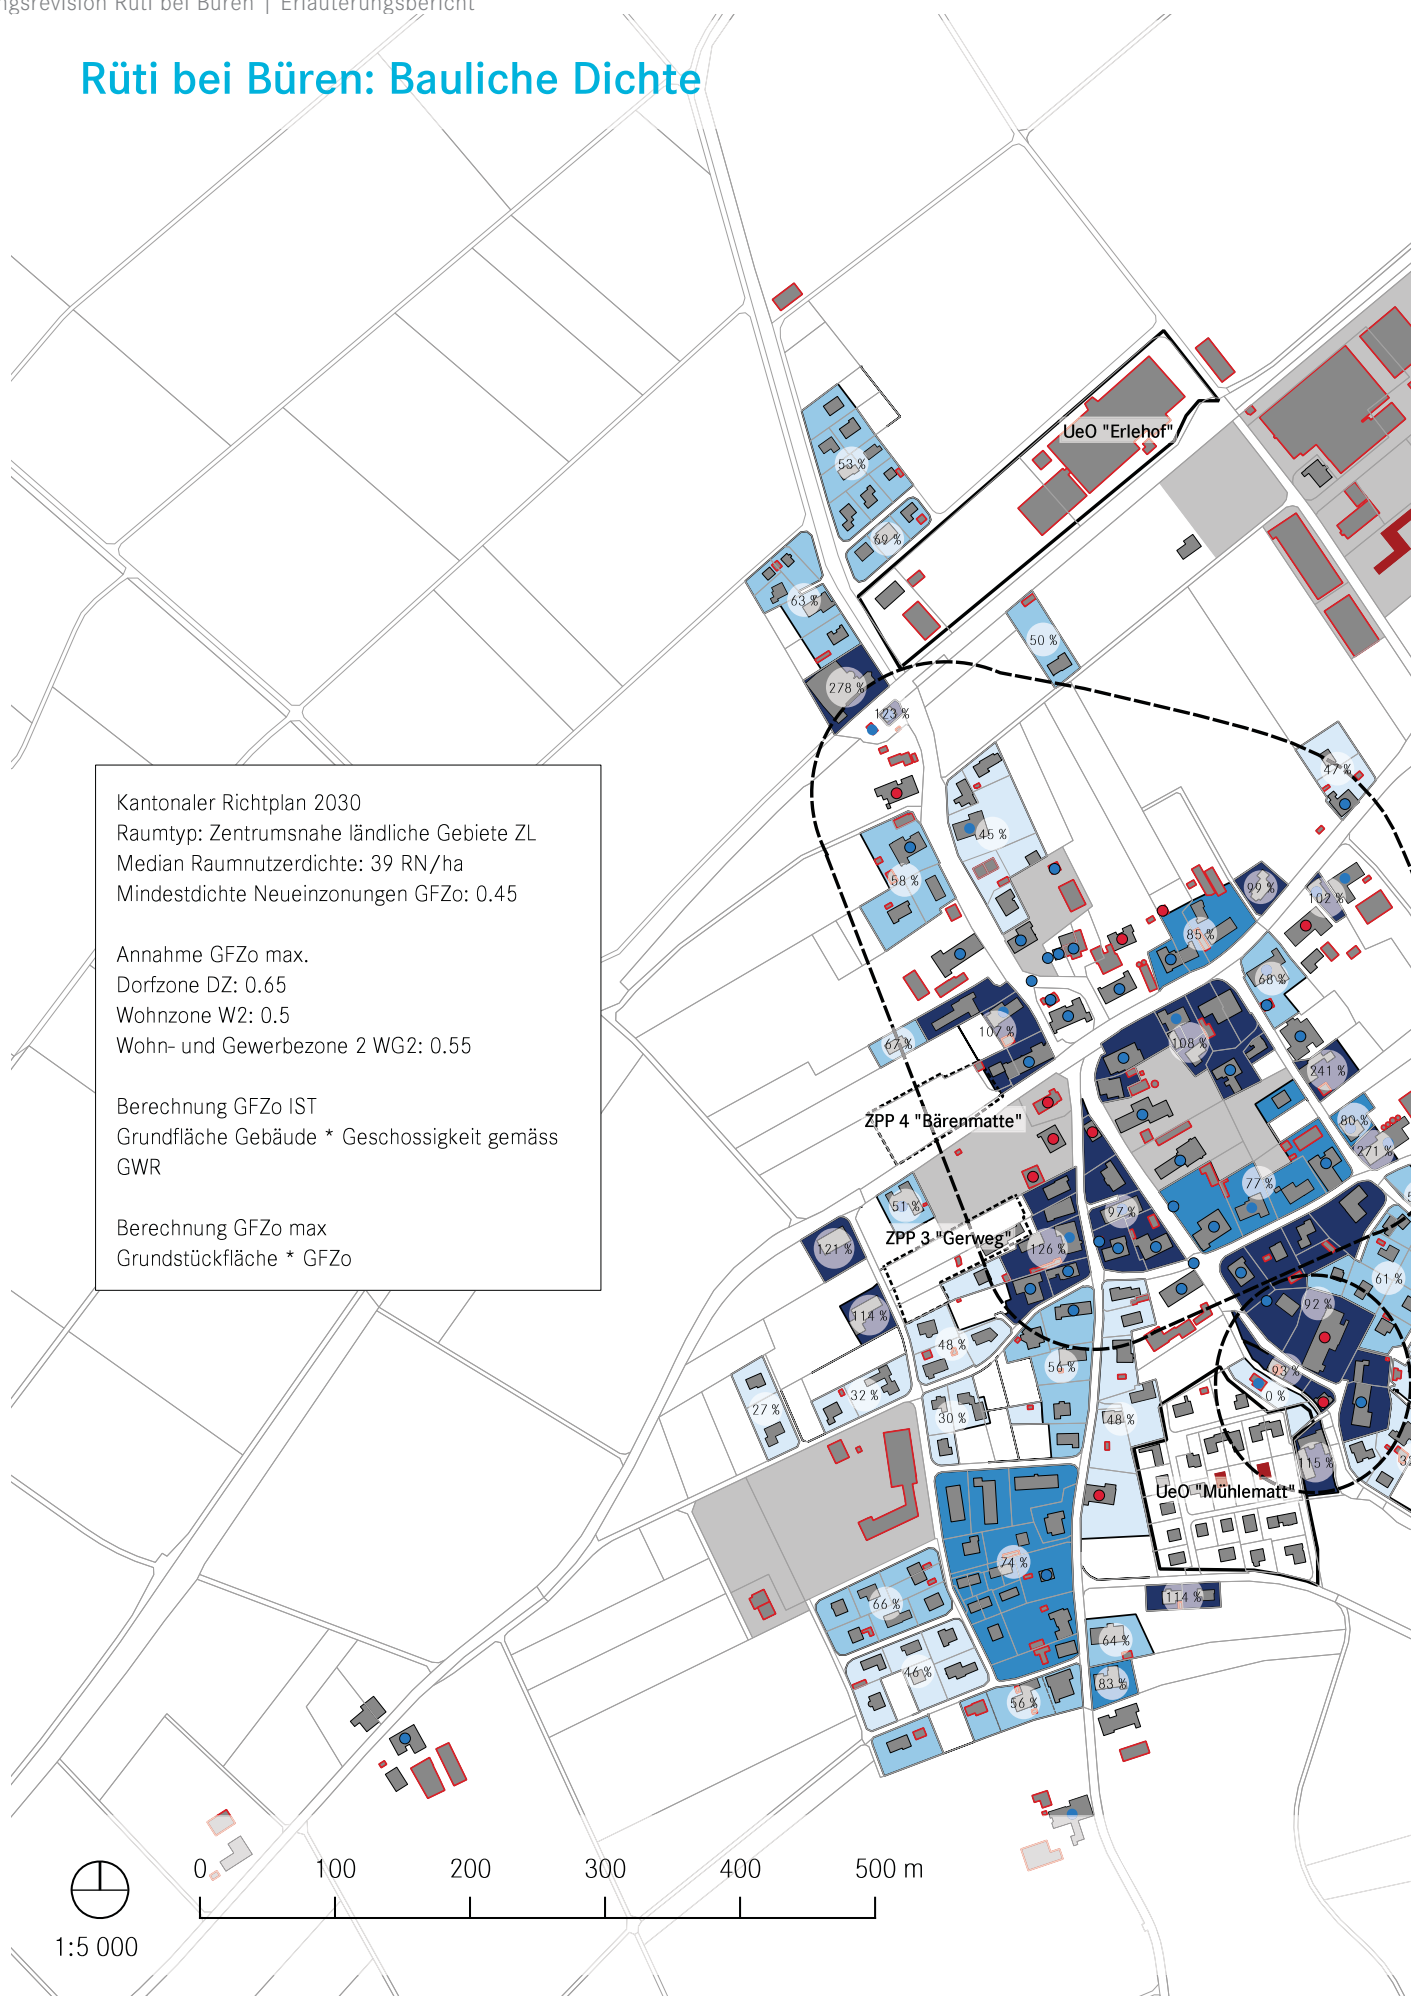 ngsrevision Rüti bei Büren | Erläuterungsbericht
Rüti bei Büren: Bauliche Dichte
UeO "Erlehof"
53 %
69 %
63 %
50 %
278 %
123 %
47 %
Kantonaler Richtplan 2030
Raumtyp: Zentrumsnahe ländliche Gebiete ZL
Median Raumnutzerdichte: 39 RN/ha
Mindestdichte Neueinzonungen GFZo: 0.45
Annahme GFZo max.
Dorfzone DZ: 0.65
Wohnzone W2: 0.5
Wohn- und Gewerbezone 2 WG2: 0.55
Berechnung GFZo IST
Grundfläche Gebäude * Geschossigkeit gemäss
GWR
Berechnung GFZo max
Grundstückfläche * GFZo
45 %
58 %
99 %
102 %
85 %
68 %
107 %
67 %
108 %
241 %
ZPP 4 "Bärenmatte"
80 %
271 %
77 %
51 %
97 %
ZPP 3 "Gerweg"
121 %
126 %
61 %
92 %
114 %
48 %
56 %
93 %
0 %
32 %
27 %
30 %
48 %
115 %
UeO "Mühlematt"
74 %
114 %
66 %
64 %
46 %
83 %
56 %
0 100 200 300 400 500 m
1:5 000